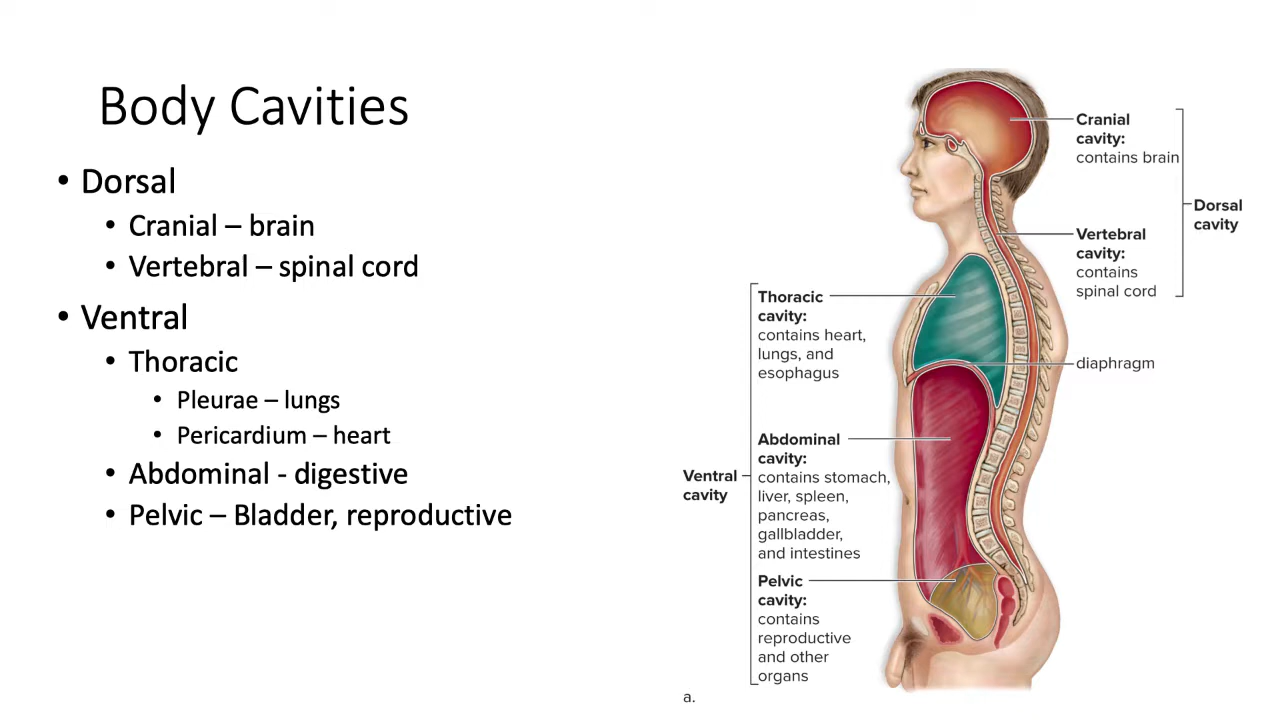 Body Cavities
• Dorsal
• Cranial – brain
• Vertebral – spinal cord
• Ventral
• Thoracic
• Pleurae – lungs
• Pericardium – heart
• Abdominal - digestive
• Pelvic – Bladder, reproductive
Cranial
cavity:
contains brain
Dorsal
cavity
Vertebral
cavity:
contains
spinal cord
Thoracic
cavity:
contains heart,
lungs, and
esophagus
diaphragm
Abdominal
cavity:
contains stomach,
liver, spleen,
pancreas,
gallbladder,
and intestines
Ventral
cavity
Pelvic
cavity:
contains
reproductive
and other
organs
a.